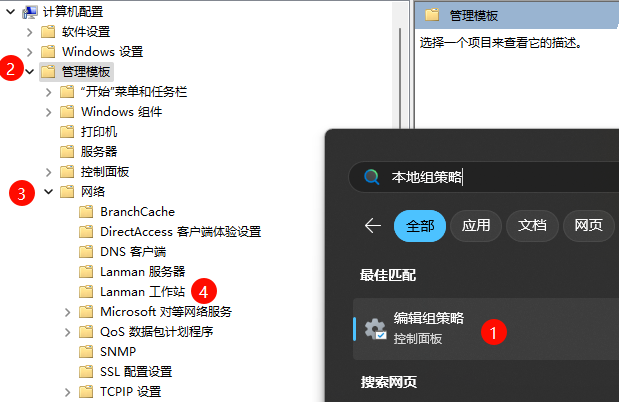 计算机配置
软件设置
Windows 设置
2
管理模板
“开始”菜单和任务栏
Windows 组件
打印机
服务器
控制面板
3
网络
BranchCache
DirectAccess 客户端体验设置
DNS 客户端
Lanman 服务器
Lanman 工作站
4
Microsoft 对等网络服务
QoS 数据包计划程序
SNMP
SSL 配置设置
TCPIP 设置
管理模板
选择一个项目来查看它的描述。
本地组策略
全部
应用
文档
网页
最佳匹配
编辑组策略
控制面板
1
搜索网页